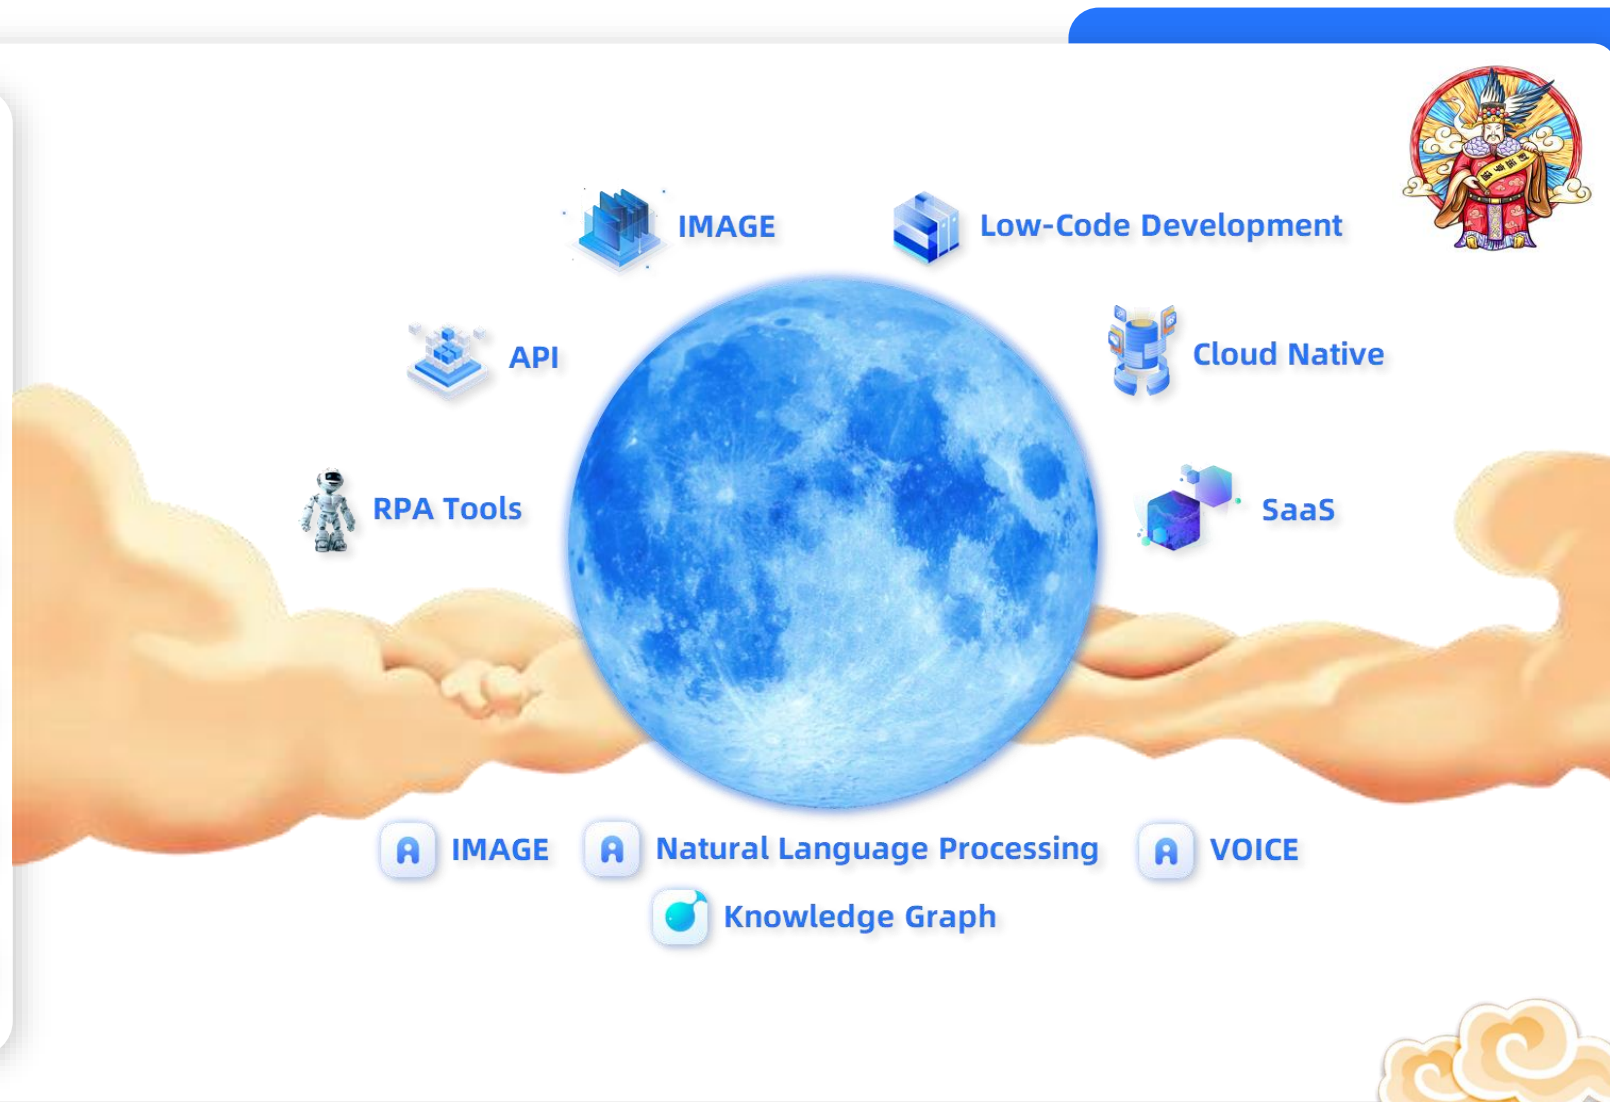 IMAGE
Low-Code Development
API
Cloud Native
RPA Tools
SaaS
IMAGE
Natural Language Processing
VOICE
Knowledge Graph